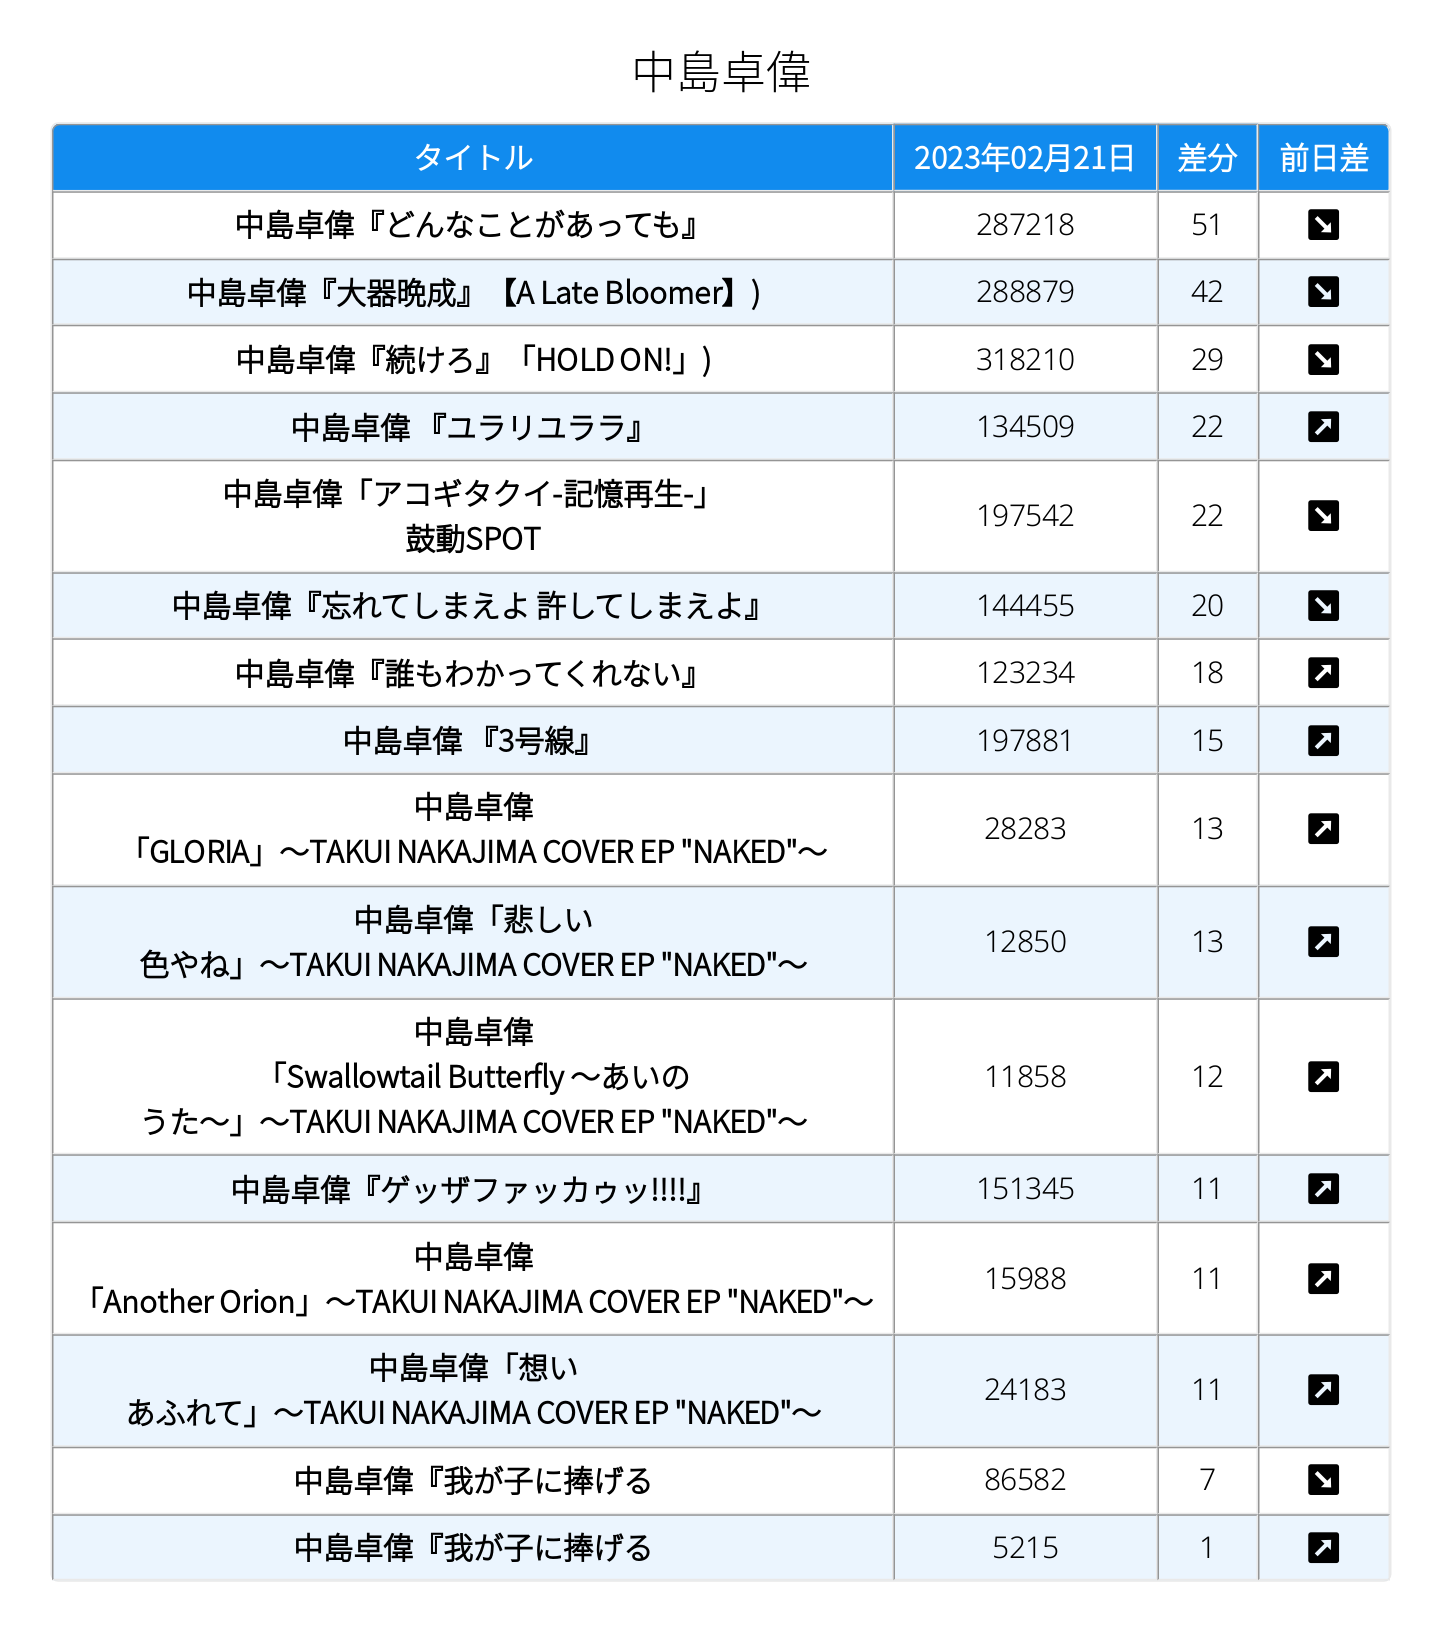 中島卓偉
タイトル 2023年02月21日 差分 前日差
中島卓偉『どんなことがあっても』 287218 51
中島卓偉『大器晩成』【A Late Bloomer】) 288879 42
中島卓偉『続けろ』「HOLD ON!」) 318210 29
中島卓偉 『ユラリユララ』 134509 22
中島卓偉「アコギタクイ-記憶再生-」
鼓動SPOT 197542 22
中島卓偉『忘れてしまえよ 許してしまえよ』 144455 20
中島卓偉『誰もわかってくれない』 123234 18
中島卓偉 『3号線』 197881 15
中島卓偉
「GLORIA」〜TAKUI NAKAJIMA COVER EP "NAKED"〜 28283 13
中島卓偉「悲しい
色やね」〜TAKUI NAKAJIMA COVER EP "NAKED"〜 12850 13
中島卓偉
「Swallowtail Butterfly 〜あいの
うた〜」〜TAKUI NAKAJIMA COVER EP "NAKED"〜 11858 12
中島卓偉『ゲッザファッカゥッ!!!!』 151345 11
中島卓偉
「Another Orion」〜TAKUI NAKAJIMA COVER EP "NAKED"〜 15988 11
中島卓偉「想い
あふれて」〜TAKUI NAKAJIMA COVER EP "NAKED"〜 24183 11
中島卓偉『我が子に捧げる 86582 7
中島卓偉『我が子に捧げる 5215 1